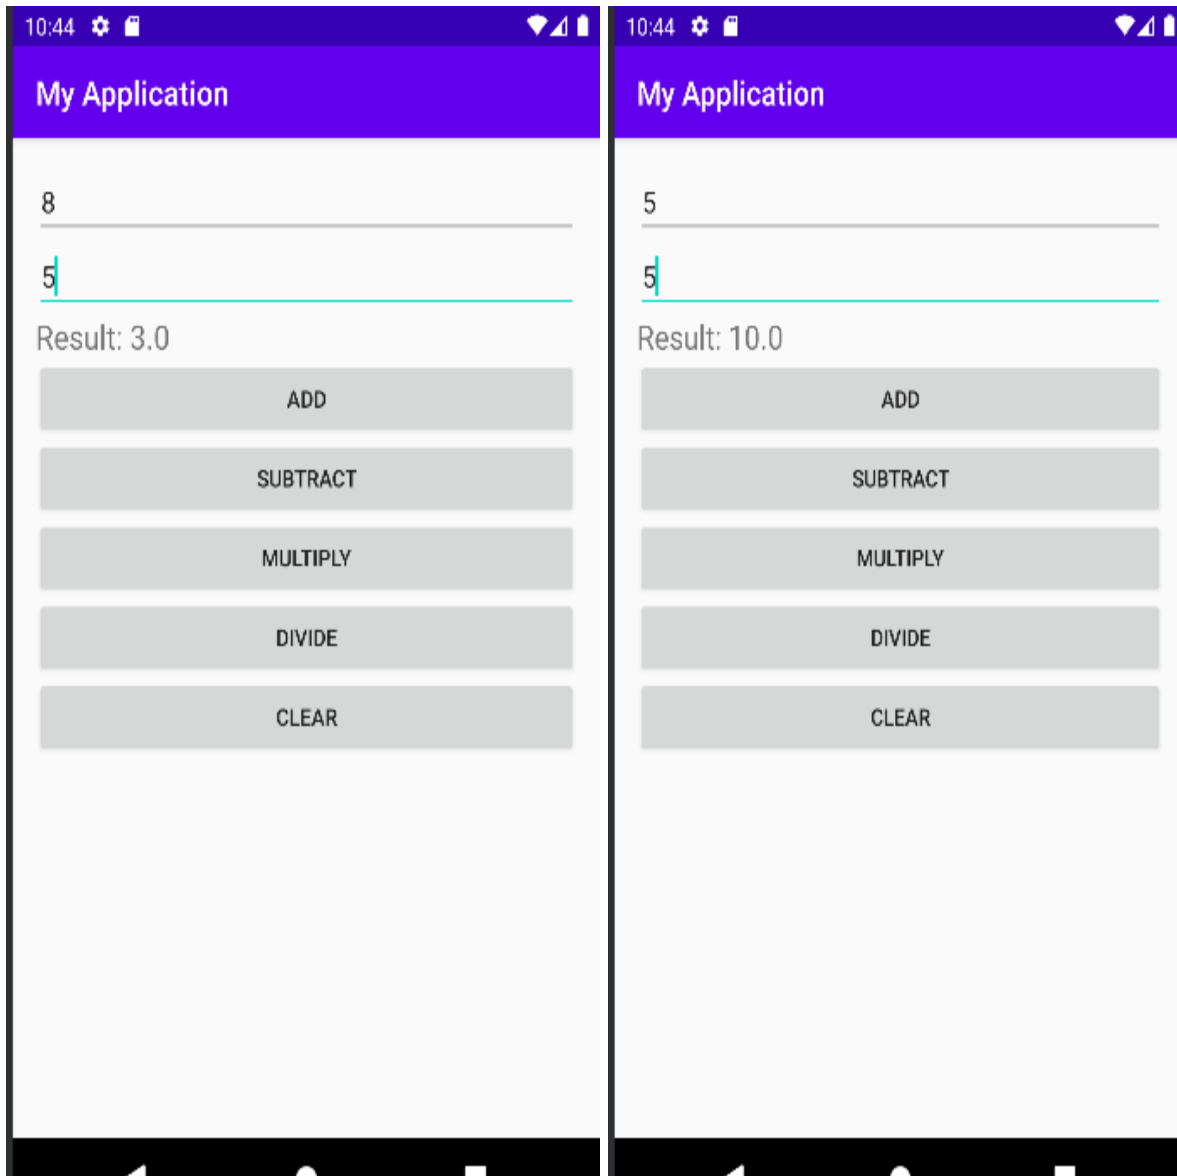 10:44
My Application
8
5
Result: 3.0
ADD
SUBTRACT
MULTIPLY
DIVIDE
CLEAR
10:44
My Application
5
5
Result: 10.0
ADD
SUBTRACT
MULTIPLY
DIVIDE
CLEAR